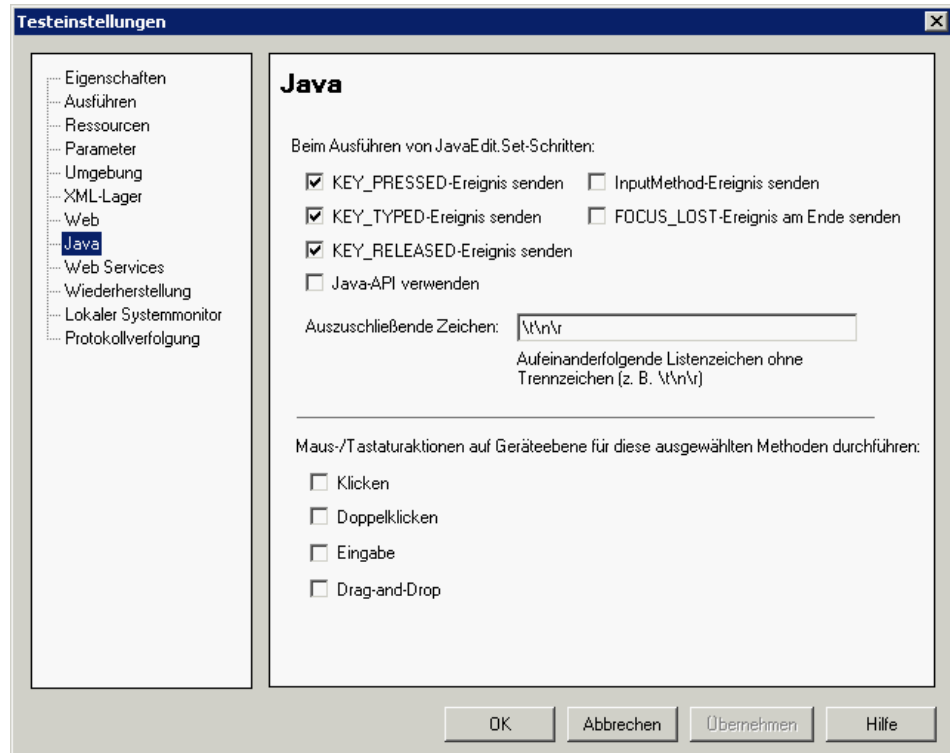 Testeinstellungen
Eigenschaften
Ausführen
Ressourcen
Parameter
Umgebung
XML-Lager
Web
Java
Web Services
Wiederherstellung
Lokaler Systemmonitor
Protokollverfolgung
Java
Beim Ausführen von JavaEdit.Set-Schritten:
KEY_PRESSED-Ereignis senden
InputMethod-Ereignis senden
KEY_TYPED-Ereignis senden
FOCUS_LOST-Ereignis am Ende senden
KEY_RELEASED-Ereignis senden
Java-API verwenden
Auszuschließende Zeichen: \t\n\r
Aufeinanderfolgende Listenzeichen ohne
Trennzeichen (z. B. \t\n\r)
Maus-/Tastaturaktionen auf Geräteebene für diese ausgewählten Methoden durchführen:
Klicken
Doppelklicken
Eingabe
Drag-and-Drop
OK Abbrechen Übernehmen Hilfe